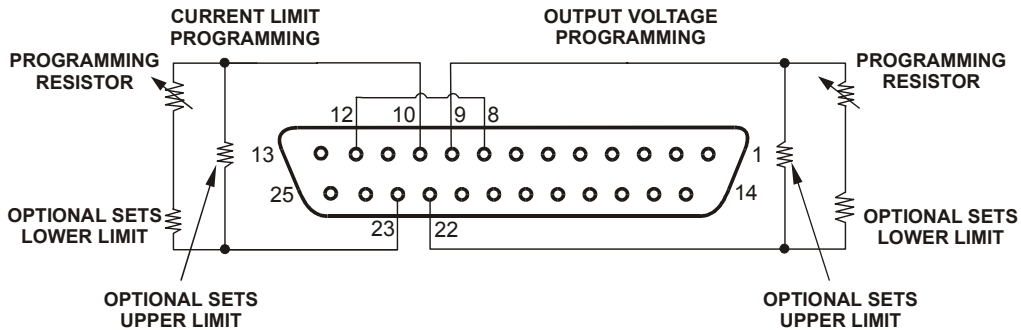 CURRENT LIMIT
PROGRAMMING
OUTPUT VOLTAGE
PROGRAMMING
PROGRAMMING
RESISTOR
PROGRAMMING
RESISTOR
12
10
9
8
13
1
25
14
23
22
OPTIONAL SETS
LOWER LIMIT
OPTIONAL SETS
LOWER LIMIT
OPTIONAL SETS
UPPER LIMIT
OPTIONAL SETS
UPPER LIMIT